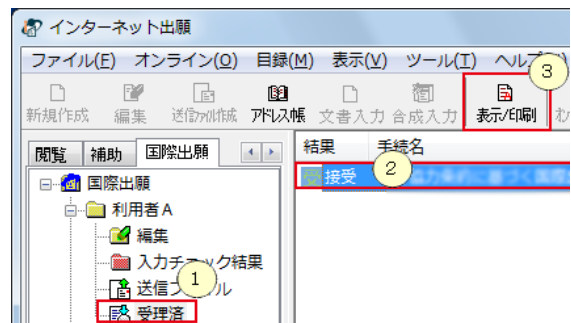 インターネット出願
ファイル(F) オンライン(O) 目録(M) 表示(V) ツール(T) ヘルプ
3
新規作成 編集 送信ファイル作成 アドレス帳 文書入力 合成入力 表示/印刷
閲覧 補助 国際出願
結果 手続名
接受 2
国際出願
利用者A
編集
入力チェック結果
1
送信ファイル
受理済